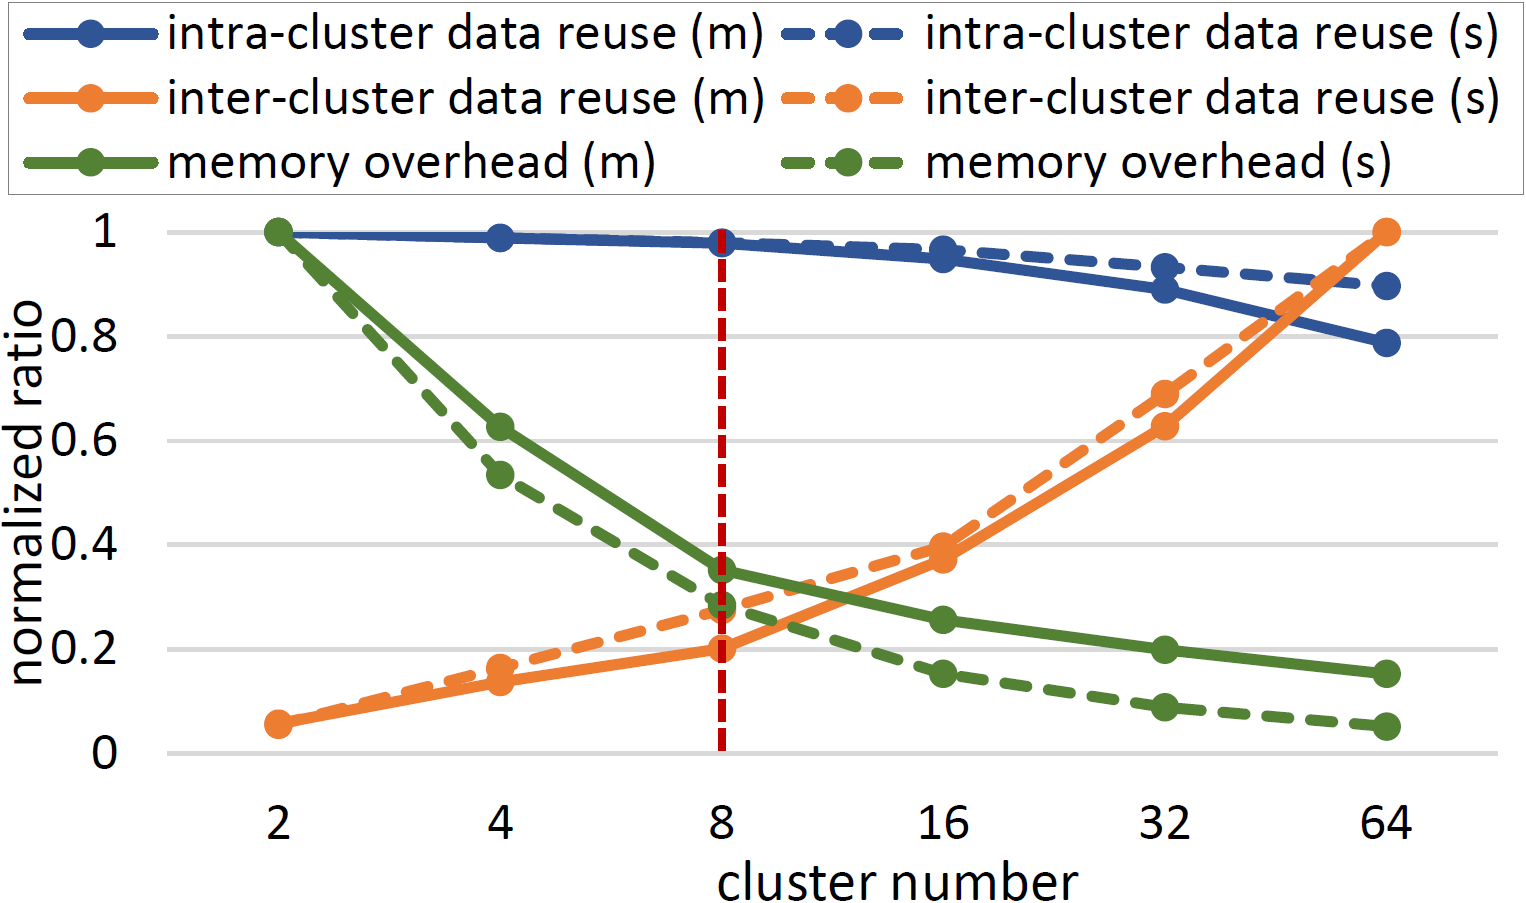 intra-cluster data reuse (m) intra-cluster data reuse (s)
inter-cluster data reuse (m) inter-cluster data reuse (s)
memory overhead (m) memory overhead (s)
normalized ratio
1
0.8
0.6
0.4
0.2
0
2 4 8 16 32 64
cluster number